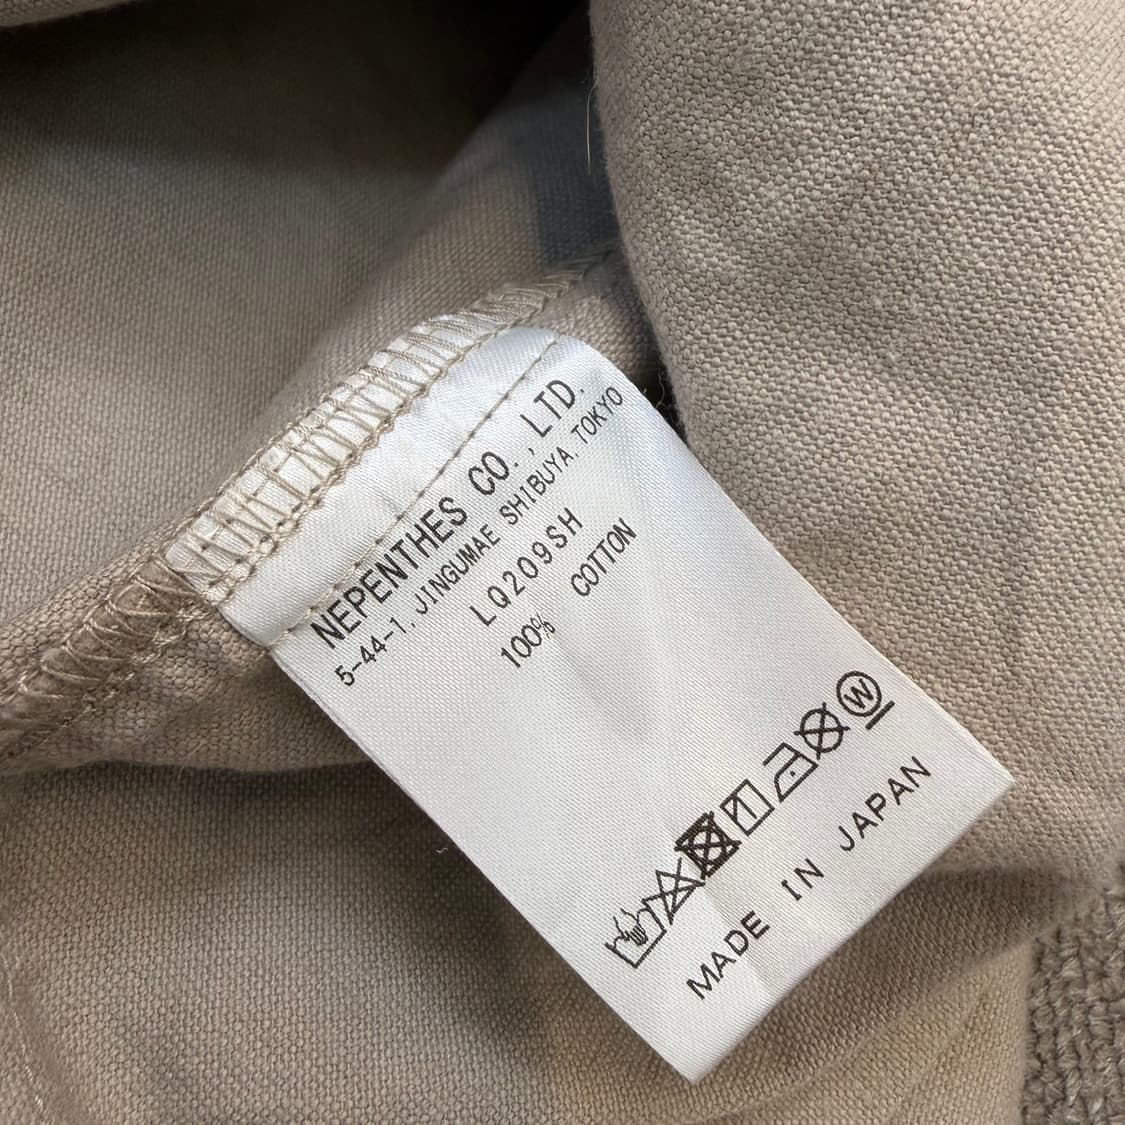 NEPENTHES CO.,LTD.
5-44-1, JINGUMAE SHIBUYA, TOKYO
LQ209SH
100% COTTON
W
MADE IN JAPAN